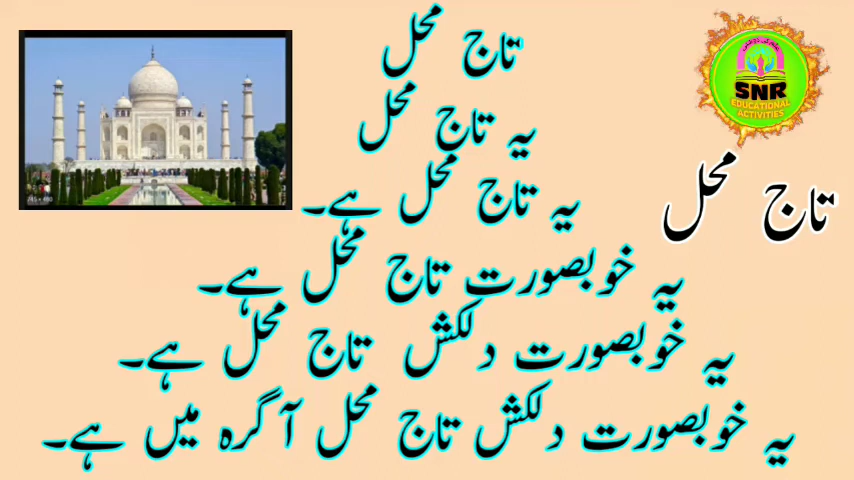 تاج محل
یہ تاج محل
یہ تاج محل ہے۔
یہ خوبصورت تاج محل ہے۔
یہ خوبصورت دلکش تاج محل ہے۔
یہ خوبصورت دلکش تاج محل آگرہ میں ہے۔
تاج محل
SNR
EDUCATIONAL
ACTIVITIES